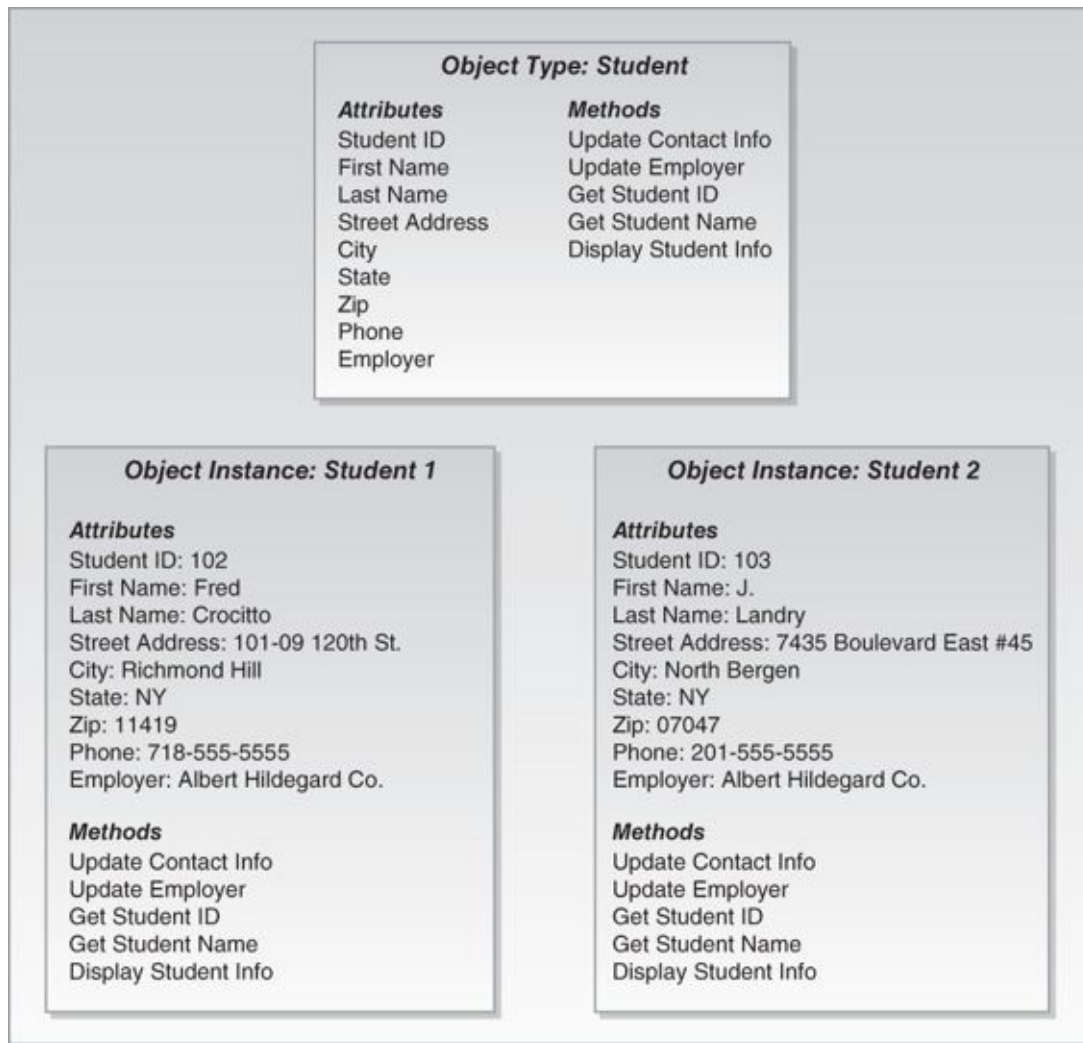 Object Type: Student
Attributes
Student ID
First Name
Last Name
Street Address
City
State
Zip
Phone
Employer
Methods
Update Contact Info
Update Employer
Get Student ID
Get Student Name
Display Student Info
Object Instance: Student 1
Attributes
Student ID: 102
First Name: Fred
Last Name: Crocitto
Street Address: 101-09 120th St.
City: Richmond Hill
State: NY
Zip: 11419
Phone: 718-555-5555
Employer: Albert Hildegard Co.
Methods
Update Contact Info
Update Employer
Get Student ID
Get Student Name
Display Student Info
Object Instance: Student 2
Attributes
Student ID: 103
First Name: J.
Last Name: Landry
Street Address: 7435 Boulevard East #45
City: North Bergen
State: NY
Zip: 07047
Phone: 201-555-5555
Employer: Albert Hildegard Co.
Methods
Update Contact Info
Update Employer
Get Student ID
Get Student Name
Display Student Info